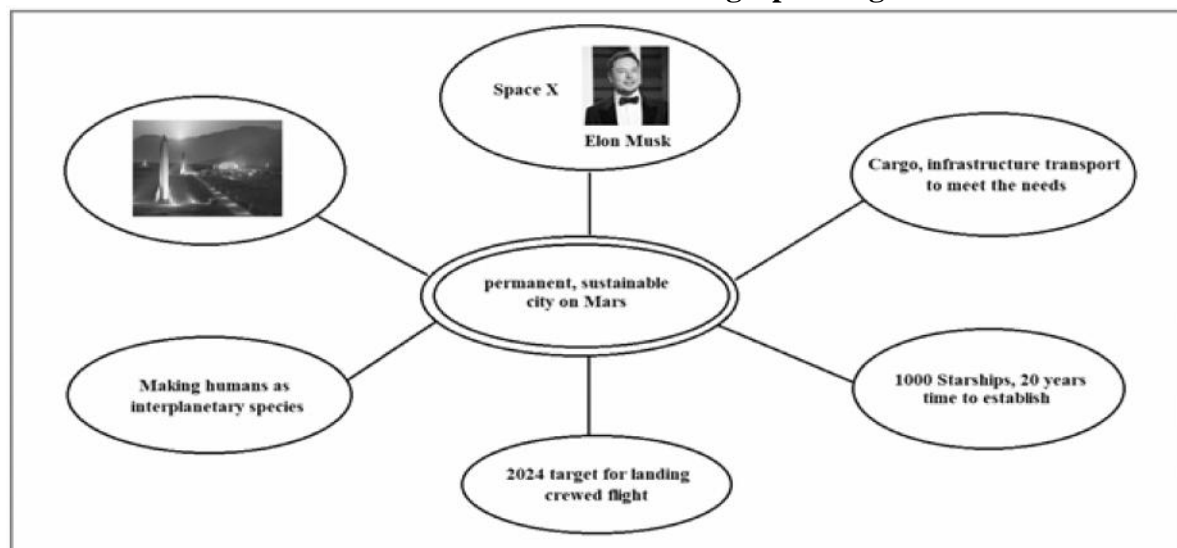 Space X
Elon Musk
Cargo, infrastructure transport
to meet the needs
permanent, sustainable
city on Mars
Making humans as
interplanetary species
1000 Starships, 20 years
time to establish
2024 target for landing
crewed flight